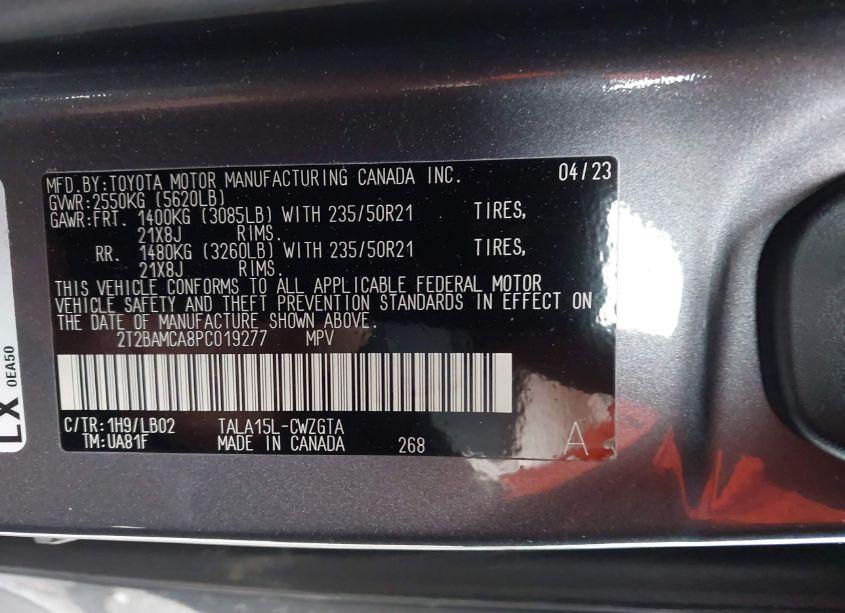 MFD.BY:TOYOTA MOTOR MANUFACTURING CANADA INC. 04/23
GVWR:2550KG (5620LB)
GAWR:FRT. 1400KG (3085LB) WITH 235/50R21 TIRES,
21X8J RIMS.
RR. 1480KG (3260LB) WITH 235/50R21 TIRES,
21X8J RIMS.
THIS VEHICLE CONFORMS TO ALL APPLICABLE FEDERAL MOTOR
VEHICLE SAFETY AND THEFT PREVENTION STANDARDS IN EFFECT ON
THE DATE OF MANUFACTURE SHOWN ABOVE.
2T2BAMCA8PC019277 MPV
C/TR:1H9/LB02 TALA15L-CWZGTA A
TM:UA81F MADE IN CANADA 268
LX
0EA50